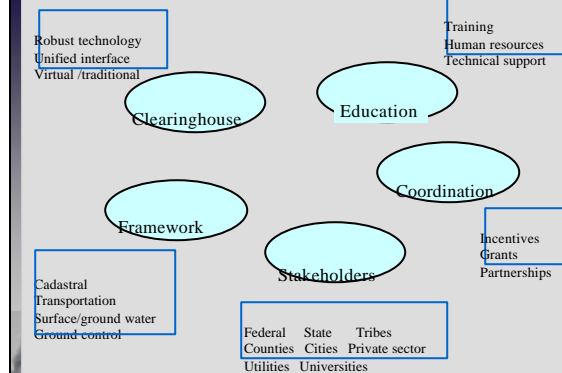 Training
Robust technology
Human resources
Unified interface
Technical support
Virtual /traditional
Education
Clearinghouse
Coordination
Framework
Incentives
Grants
Partnerships
Stakeholders
Cadastral
Transportation
Surface/ground water
Ground control
Federal State Tribes
Counties Cities Private sector
Utilities Universities